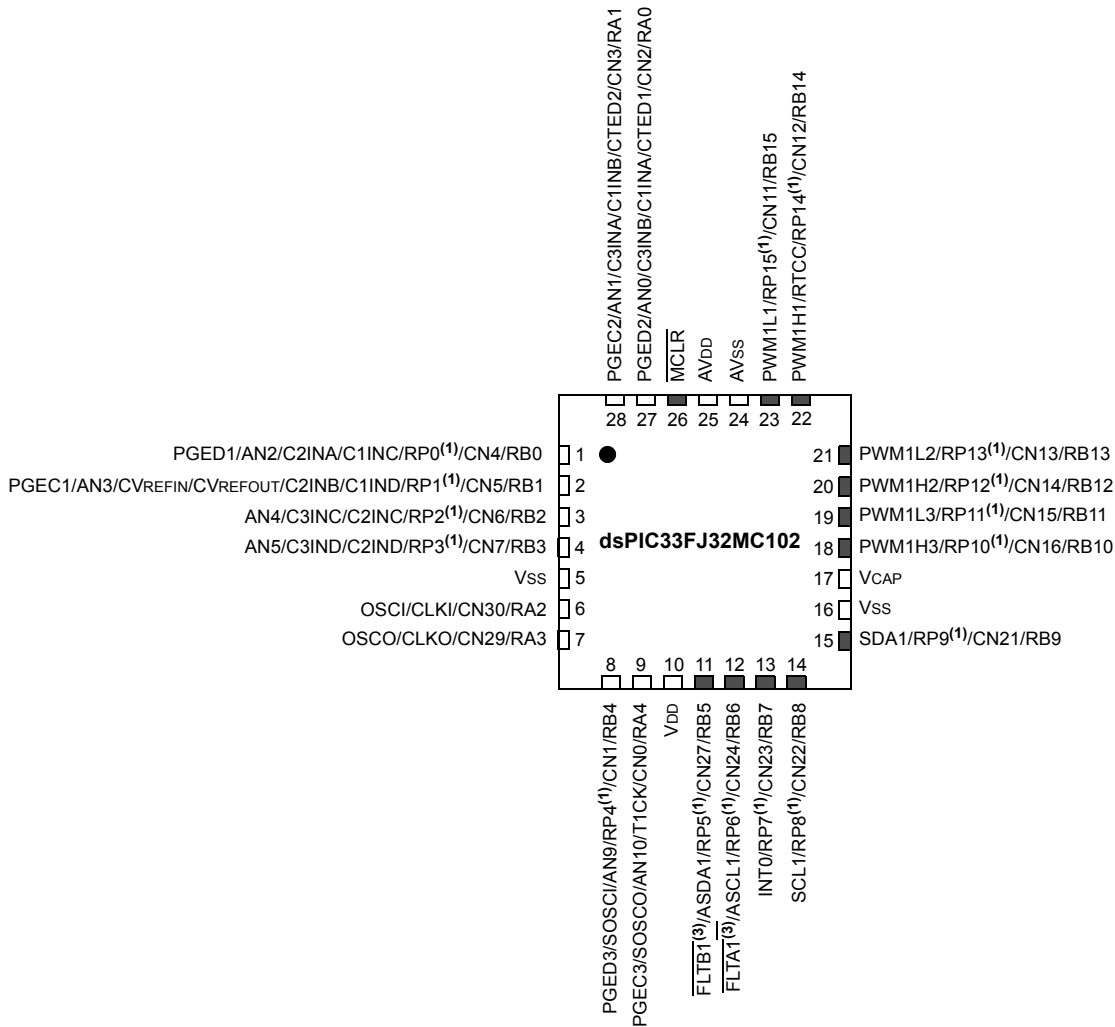 PGEC2/AN1/C3INA/C1INB/CTED2/CN3/RA1
PGED2/AN0/C3INB/C1INA/CTED1/CN2/RA0
MCLR
AVDD
AVSS
PWM1L1/RP15(1)/CN11/RB15
PWM1H1/RTCC/RP14(1)/CN12/RB14
28 27 26 25 24 23 22
PGED1/AN2/C2INA/C1INC/RP0(1)/CN4/RB0 1
PGEC1/AN3/CVREFIN/CVREFOUT/C2INB/C1IND/RP1(1)/CN5/RB1 2
AN4/C3INC/C2INC/RP2(1)/CN6/RB2 3
AN5/C3IND/C2IND/RP3(1)/CN7/RB3 4
VSS 5
OSCI/CLKI/CN30/RA2 6
OSCO/CLKO/CN29/RA3 7
dsPIC33FJ32MC102
21 PWM1L2/RP13(1)/CN13/RB13
20 PWM1H2/RP12(1)/CN14/RB12
19 PWM1L3/RP11(1)/CN15/RB11
18 PWM1H3/RP10(1)/CN16/RB10
17 VCAP
16 VSS
15 SDA1/RP9(1)/CN21/RB9
8 9 10 11 12 13 14
PGED3/SOSCI/AN9/RP4(1)/CN1/RB4
PGEC3/SOSCO/AN10/T1CK/CN0/RA4
VDD
FLTB1(3)/ASDA1/RP5(1)/CN27/RB5
FLTA1(3)/ASCL1/RP6(1)/CN24/RB6
INT0/RP7(1)/CN23/RB7
SCL1/RP8(1)/CN22/RB8